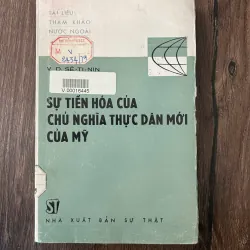 TÀI LIỆU
THAM KHẢO
NƯỚC NGOÀI
V
V.00016445
V. Đ. SÊ-TI-NIN
SỰ TIẾN HÓA CỦA
CHỦ NGHĨA THỰC DÂN MỚI
CỦA MỸ
ST
NHÀ XUẤT BẢN SỰ THẬT